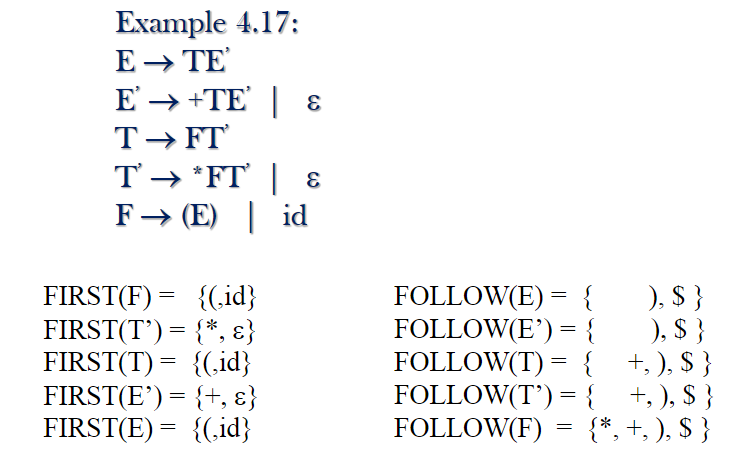 Example 4.17:
E → TE'
E' → +TE' | ε
T → FT'
T' → *FT' | ε
F → (E) | id
FIRST(F) = {(,id}
FIRST(T’) = {*, ε}
FIRST(T) = {(,id}
FIRST(E’) = {+, ε}
FIRST(E) = {(,id}
FOLLOW(E) = { ), $ }
FOLLOW(E’) = { ), $ }
FOLLOW(T) = { +, ), $ }
FOLLOW(T’) = { +, ), $ }
FOLLOW(F) = {*, +, ), $ }